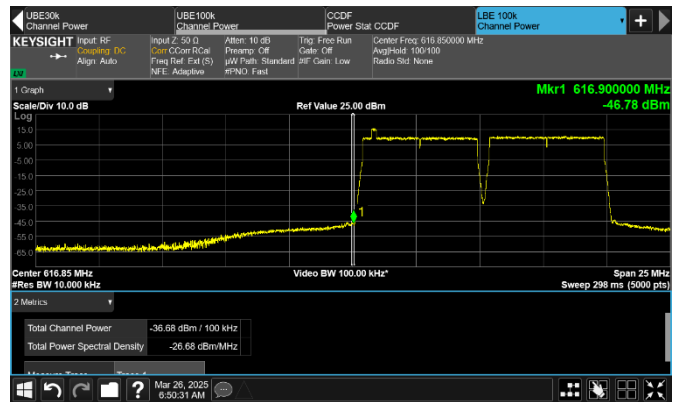 UBE30k
Channel Power
UBE100k
Channel Power
CCDF
Power Stat CCDF
LBE 100k
Channel Power
KEYSIGHT
Input: RF
Coupling: DC
Align: Auto
Input Z: 50 Ω
Corr CCorr RCal
Freq Ref: Ext (S)
NFE: Adaptive
Atten: 10 dB
Preamp: Off
µW Path: Standard
#PNO: Fast
Trig: Free Run
Gate: Off
#IF Gain: Low
Center Freq: 616.850000 MHz
Avg|Hold: 100/100
Radio Std: None
LXI
1 Graph
Mkr1 616.900000 MHz
-46.78 dBm
Scale/Div 10.0 dB
Ref Value 25.00 dBm
Log
15.0
5.00
-5.00
-15.0
-25.0
-35.0
-45.0
-55.0
-65.0
1
Center 616.85 MHz
#Res BW 10.000 kHz
Video BW 100.00 kHz*
Span 25 MHz
Sweep 298 ms (5000 pts)
2 Metrics
Total Channel Power -36.68 dBm / 100 kHz
Total Power Spectral Density -26.68 dBm/MHz
Mar 26, 2025
6:50:31 AM